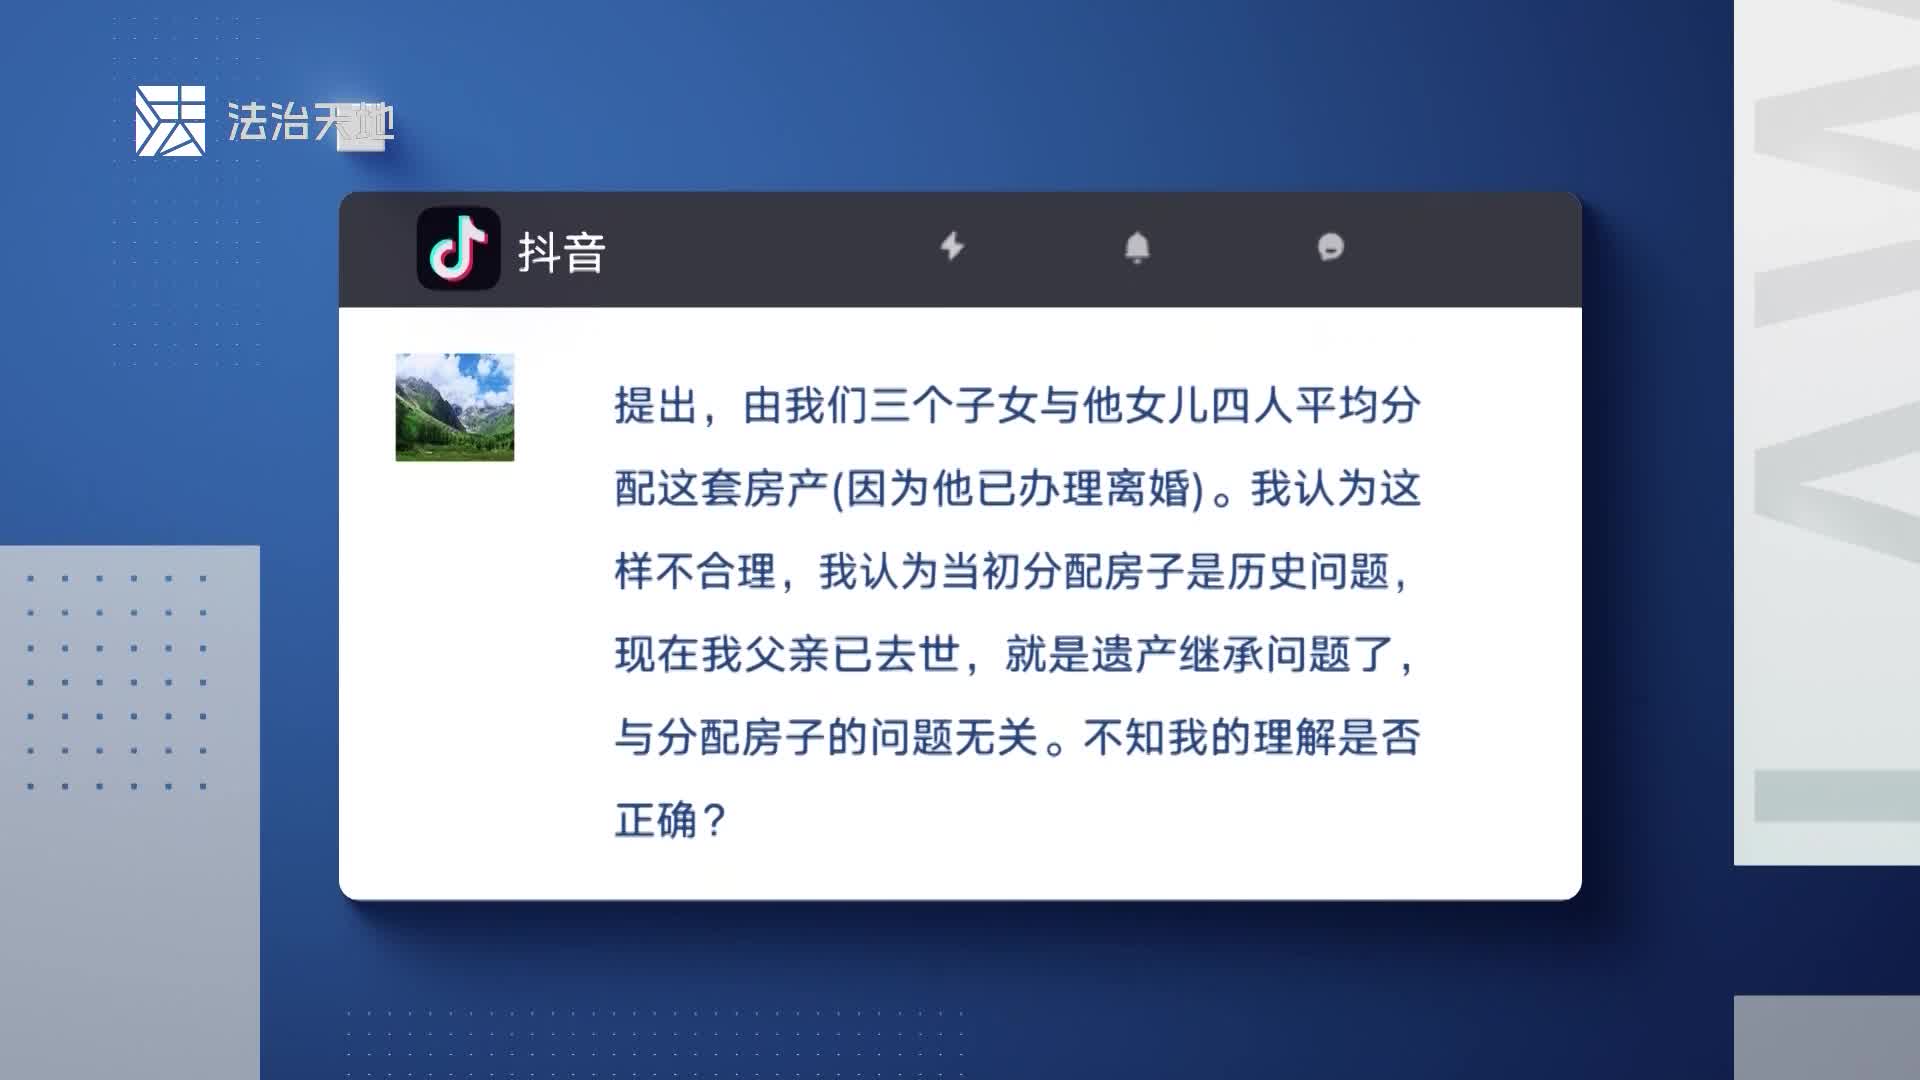 法治天地
抖音
提出，由我们三个子女与他女儿四人平均分
配这套房产(因为他已办理离婚)。我认为这
样不合理，我认为当初分配房子是历史问题，
现在我父亲已去世，就是遗产继承问题了，
与分配房子的问题无关。不知我的理解是否
正确？